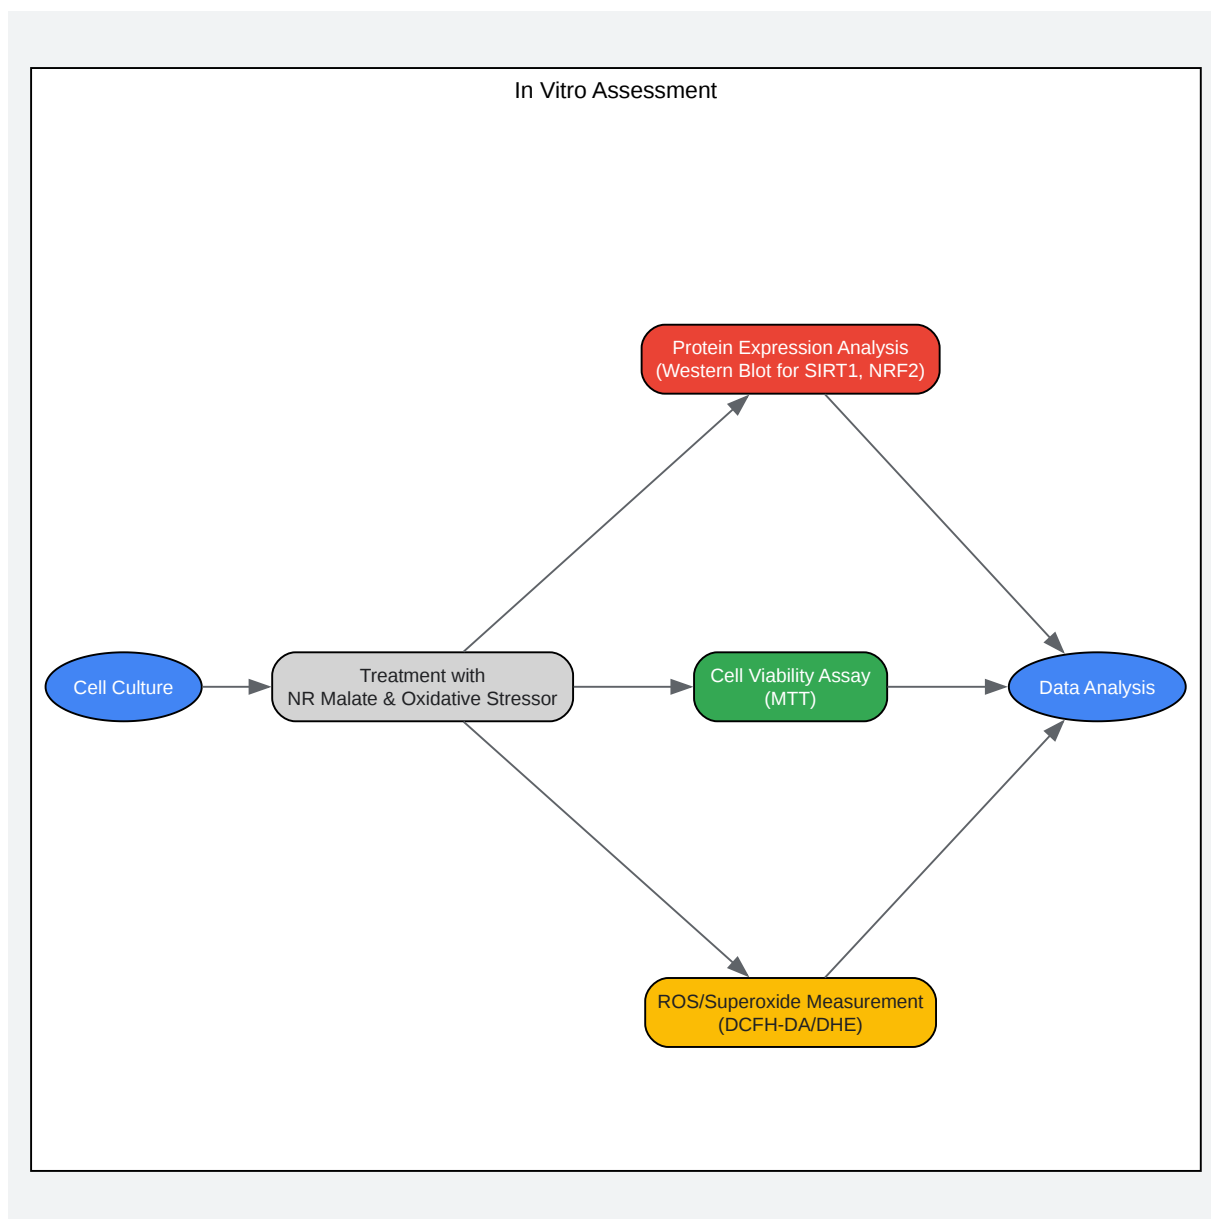 In Vitro Assessment
Protein Expression Analysis
(Western Blot for SIRT1, NRF2)
Cell Culture
Treatment with
NR Malate & Oxidative Stressor
Cell Viability Assay
(MTT)
Data Analysis
ROS/Superoxide Measurement
(DCFH-DA/DHE)